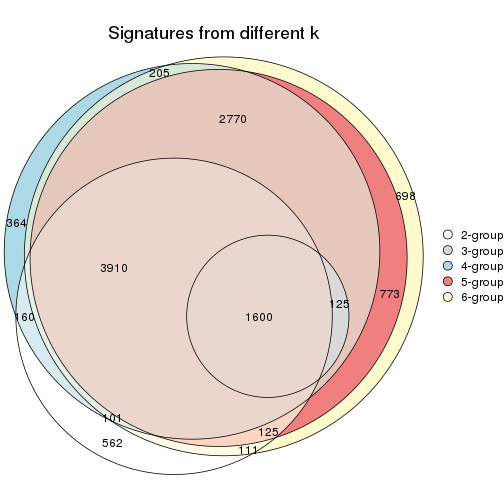 Signatures from different k
205
2770
698
364
3910
773
125
1600
160
101
125
562
111
2-group
3-group
4-group
5-group
6-group